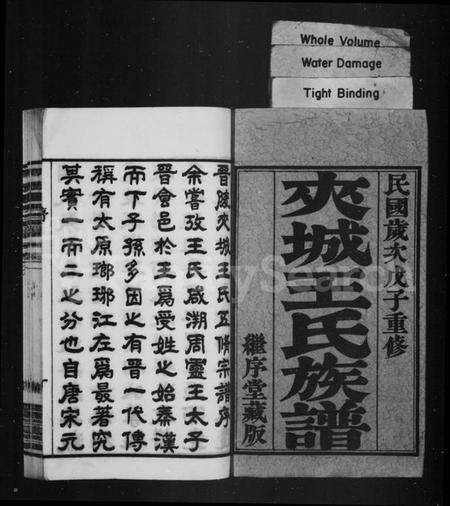 Whole Volume
Water Damage
Tight Binding
民國歲次戊子重修
夾城王氏族譜
繼序堂藏版
晉陵夾城王氏五修宗譜序
余嘗攷王氏咸溯周靈王太子
晉會邑於王爲受姓之始秦漢
而下子孫多因之有晉一代傳
稱有太原瑯琊江左爲最著究
其實一而二之分也自唐宋元